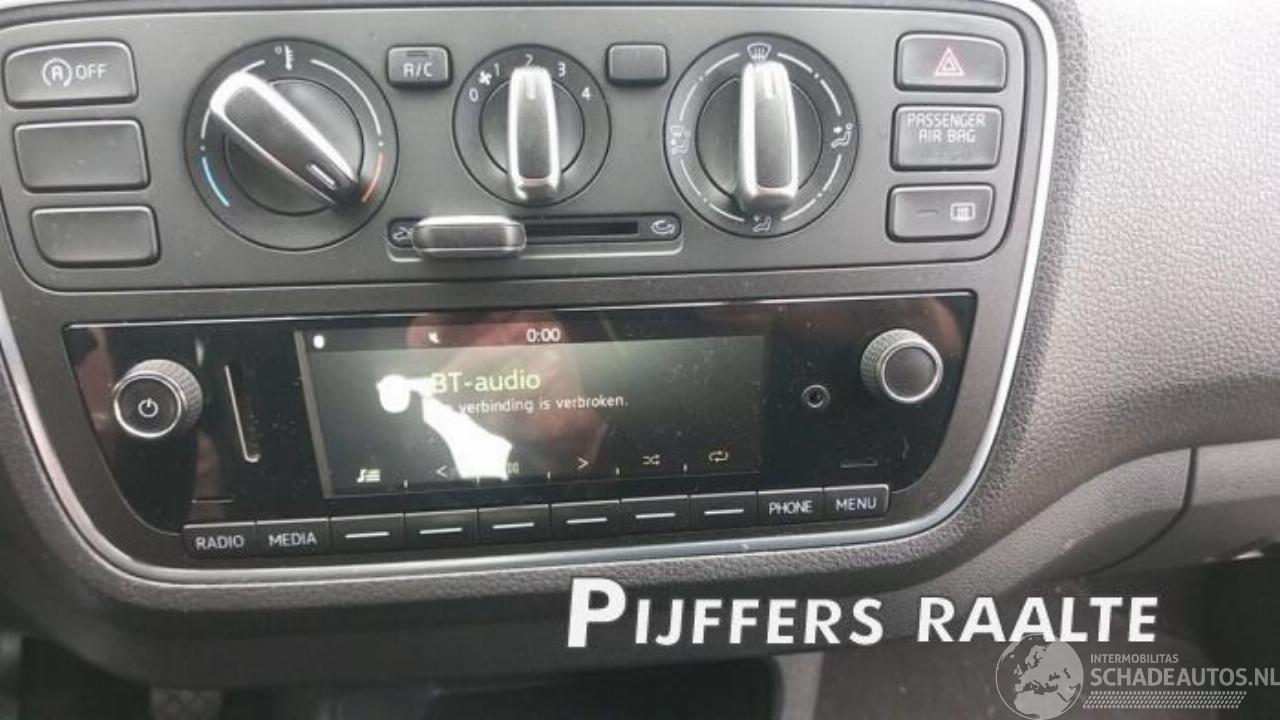 OFF
A/C
0 1 2 3 4
PASSENGER
AIR BAG
0:00
BT-audio
verbinding is verbroken.
RADIO
MEDIA
PHONE
MENU
PIJFFERS RAALTE
INTERMOBILITAS
SCHADEAUTOS.NL